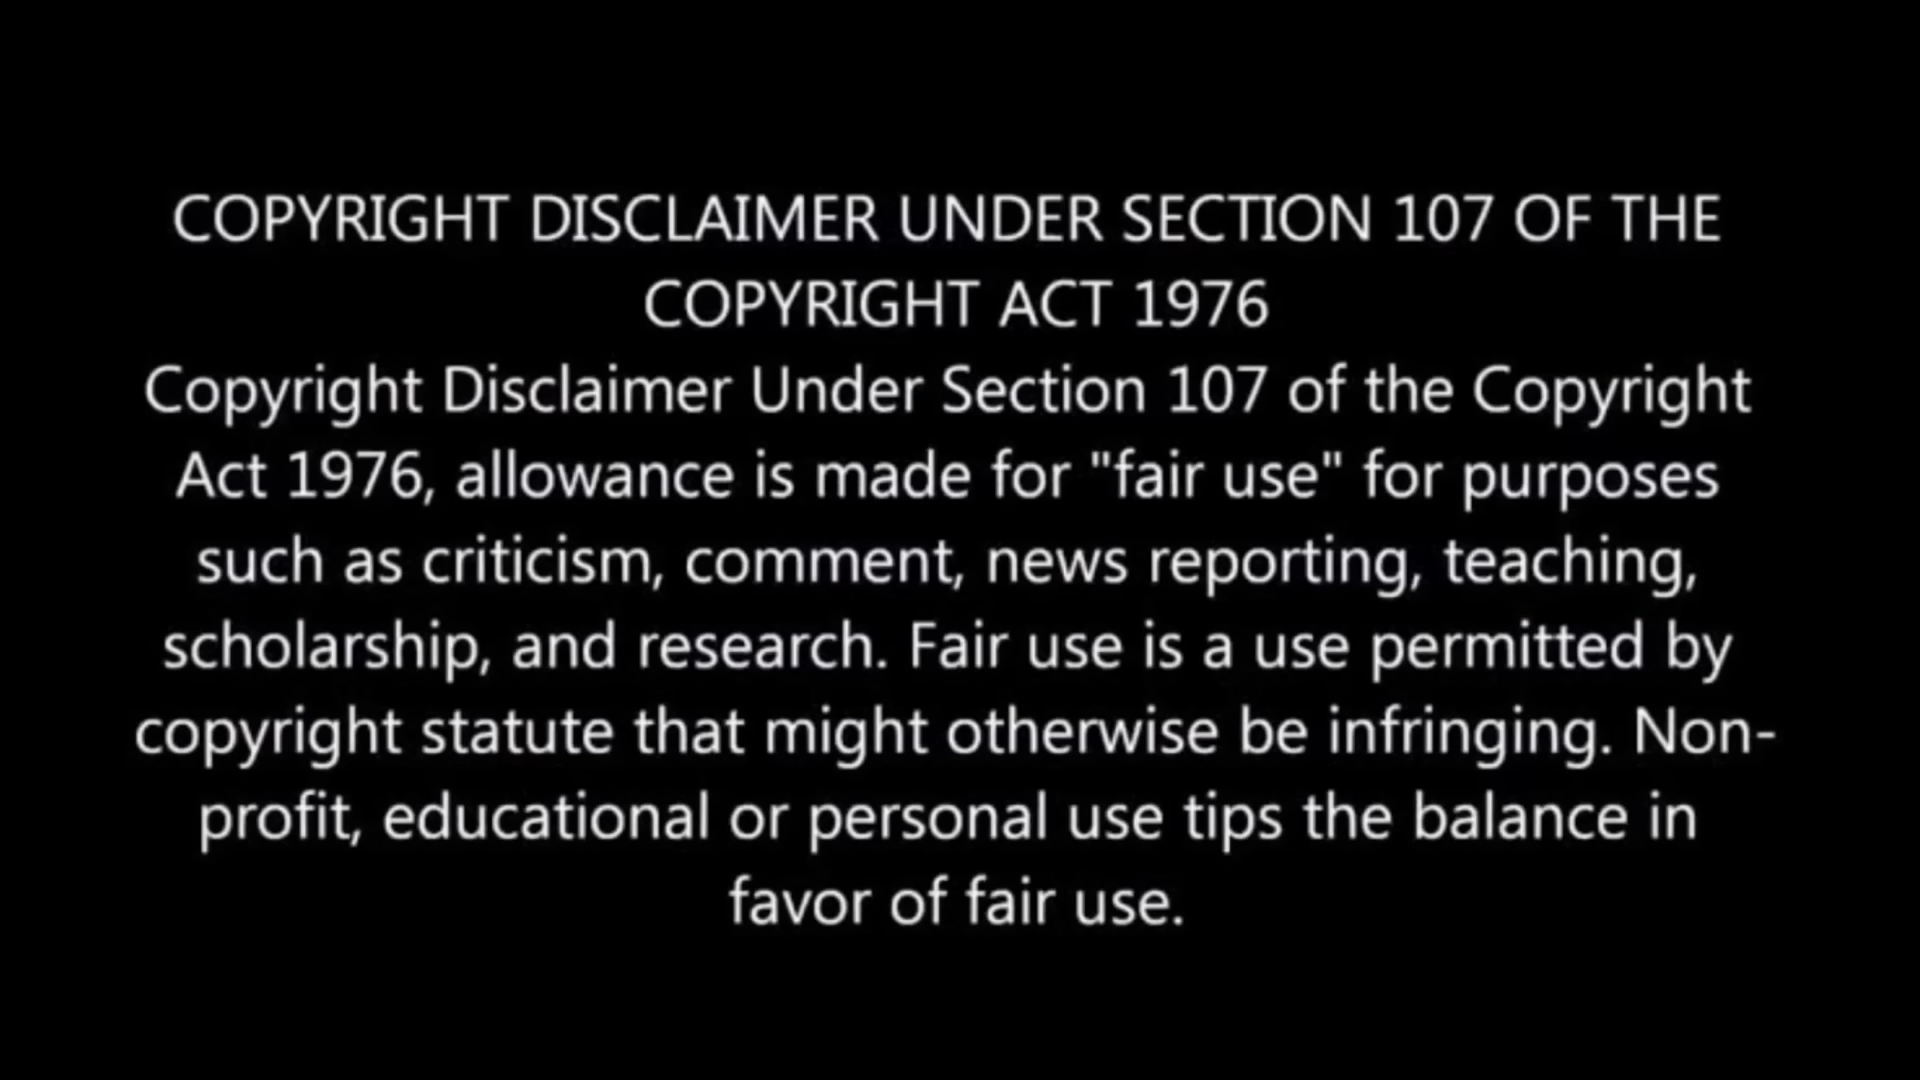 COPYRIGHT DISCLAIMER UNDER SECTION 107 OF THE
COPYRIGHT ACT 1976
Copyright Disclaimer Under Section 107 of the Copyright
Act 1976, allowance is made for "fair use" for purposes
such as criticism, comment, news reporting, teaching,
scholarship, and research. Fair use is a use permitted by
copyright statute that might otherwise be infringing. Non-
profit, educational or personal use tips the balance in
favor of fair use.